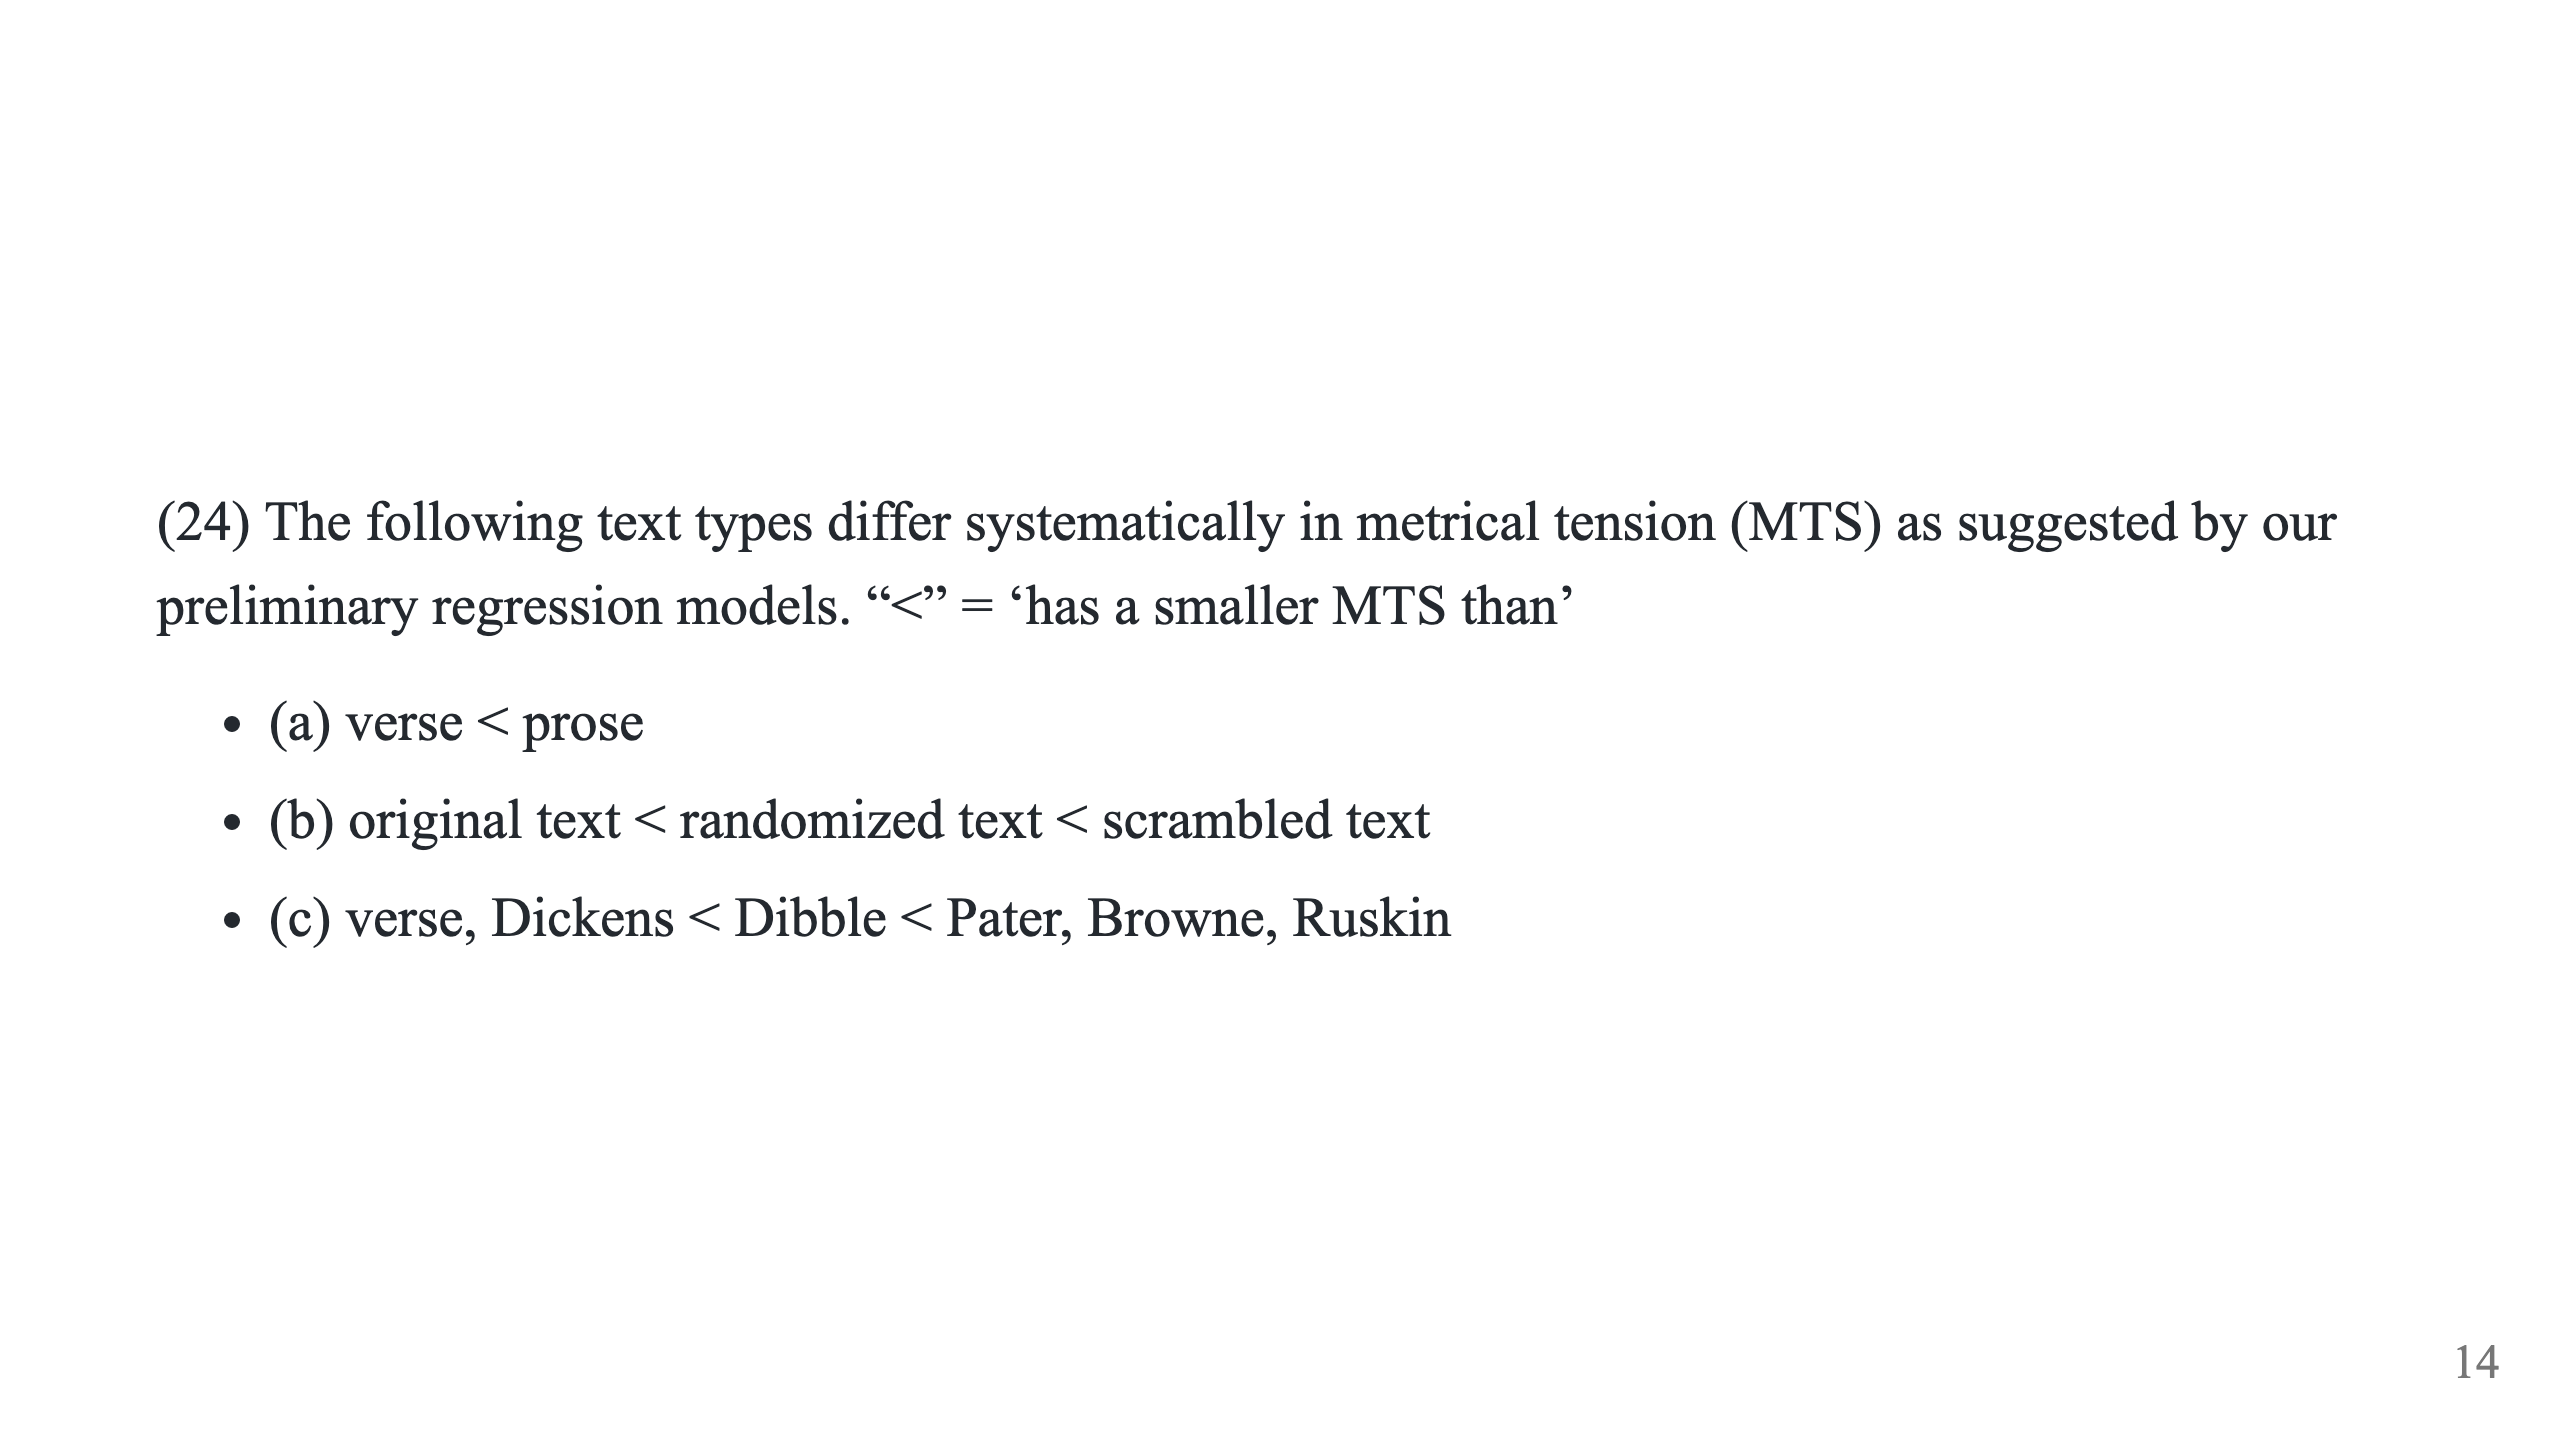 (24) The following text types differ systematically in metrical tension (MTS) as suggested by our
preliminary regression models. “<” = ‘has a smaller MTS than’
• (a) verse < prose
• (b) original text < randomized text < scrambled text
• (c) verse, Dickens < Dibble < Pater, Browne, Ruskin
14